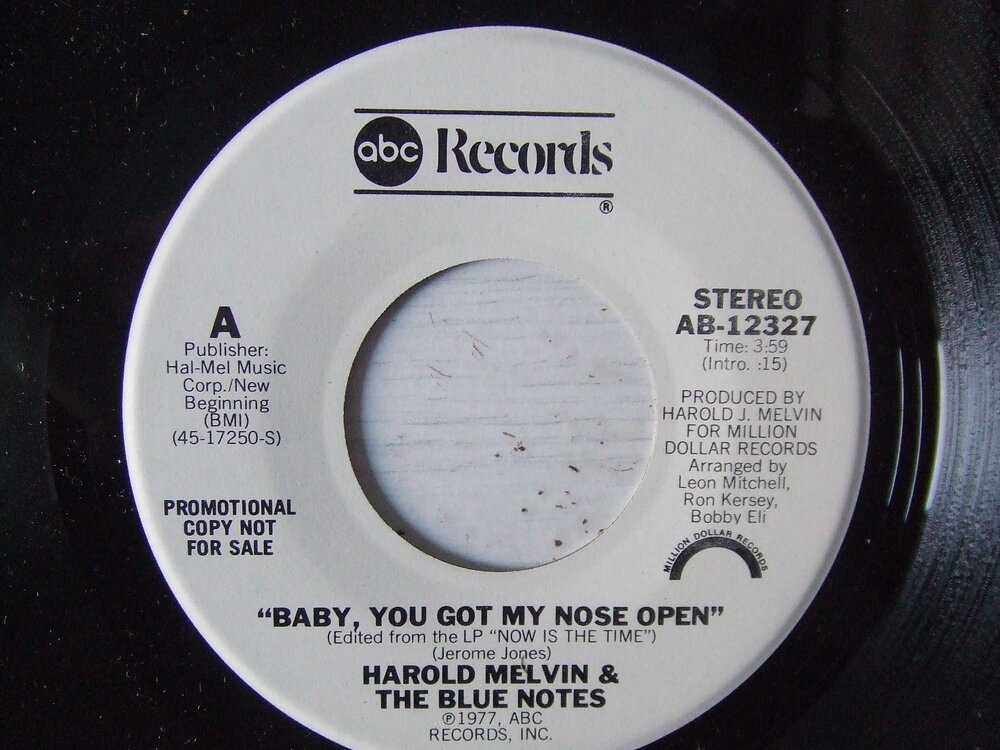 abc Records
®
A
Publisher:
Hal-Mel Music
Corp./New
Beginning
(BMI)
(45-17250-S)
PROMOTIONAL
COPY NOT
FOR SALE
STEREO
AB-12327
Time: 3:59
(Intro. :15)
PRODUCED BY
HAROLD J. MELVIN
FOR MILLION
DOLLAR RECORDS
Arranged by
Leon Mitchell,
Ron Kersey,
Bobby Eli
MILLION DOLLAR RECORDS
“BABY, YOU GOT MY NOSE OPEN”
(Edited from the LP “NOW IS THE TIME”)
(Jerome Jones)
HAROLD MELVIN &
THE BLUE NOTES
℗1977, ABC
RECORDS, INC.